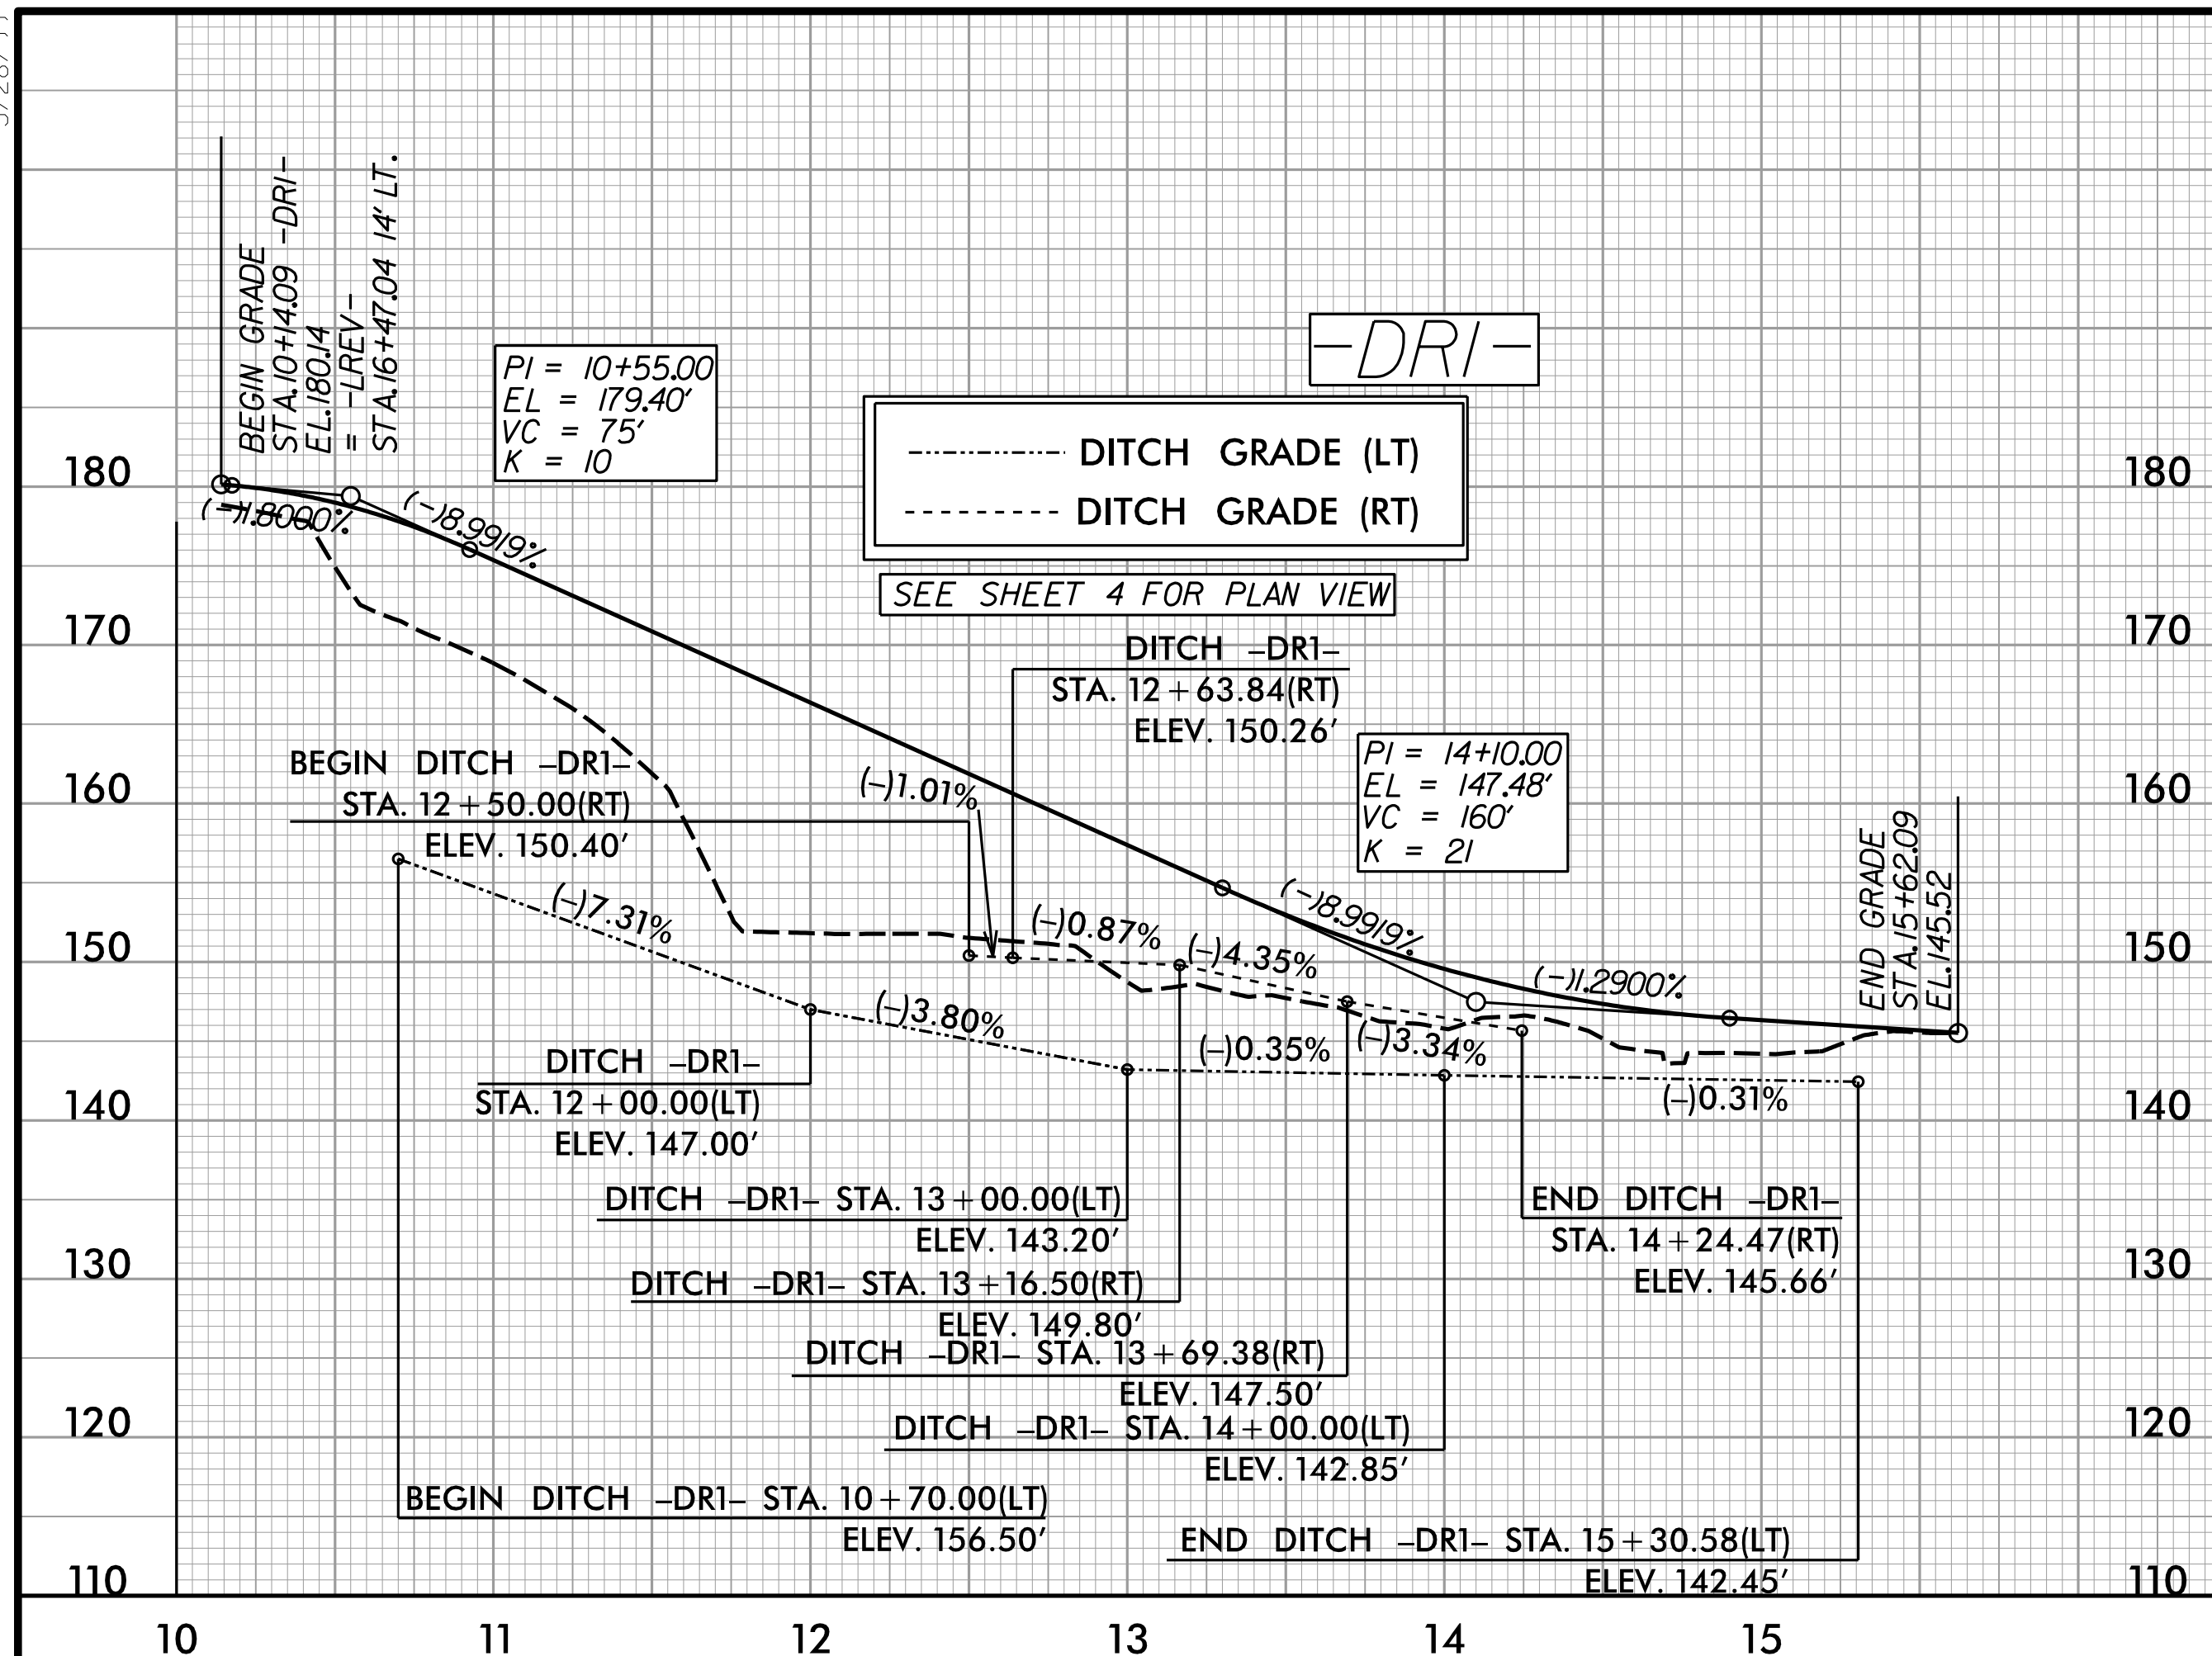 BEGIN GRADE
STA.10+14.09 -DR1-
EL.180.14
= -LREV-
STA.16+47.04 14' LT.
PI = 10+55.00
EL = 179.40'
VC = 75'
K = 10
-DR1-
DITCH GRADE (LT)
DITCH GRADE (RT)
SEE SHEET 4 FOR PLAN VIEW
180
180
(-)1.8000%
(-)8.9919%
170
170
DITCH -DR1-
STA. 12+63.84(RT)
ELEV. 150.26'
BEGIN DITCH -DR1-
STA. 12+50.00(RT)
ELEV. 150.40'
(-)1.01%
PI = 14+10.00
EL = 147.48'
VC = 160'
K = 21
160
160
END GRADE
STA.15+62.09
EL.145.52
(-)7.31%
(-)0.87%
(-)4.35%
(-)8.9919%
(-)1.2900%
150
150
(-)3.80%
(-)0.35%
(-)3.34%
(-)0.31%
DITCH -DR1-
STA. 12+00.00(LT)
ELEV. 147.00'
140
140
DITCH -DR1- STA. 13+00.00(LT)
ELEV. 143.20'
END DITCH -DR1-
STA. 14+24.47(RT)
ELEV. 145.66'
130
130
DITCH -DR1- STA. 13+16.50(RT)
ELEV. 149.80'
DITCH -DR1- STA. 13+69.38(RT)
ELEV. 147.50'
120
120
DITCH -DR1- STA. 14+00.00(LT)
ELEV. 142.85'
BEGIN DITCH -DR1- STA. 10+70.00(LT)
ELEV. 156.50'
END DITCH -DR1- STA. 15+30.58(LT)
ELEV. 142.45'
110
110
10 11 12 13 14 15